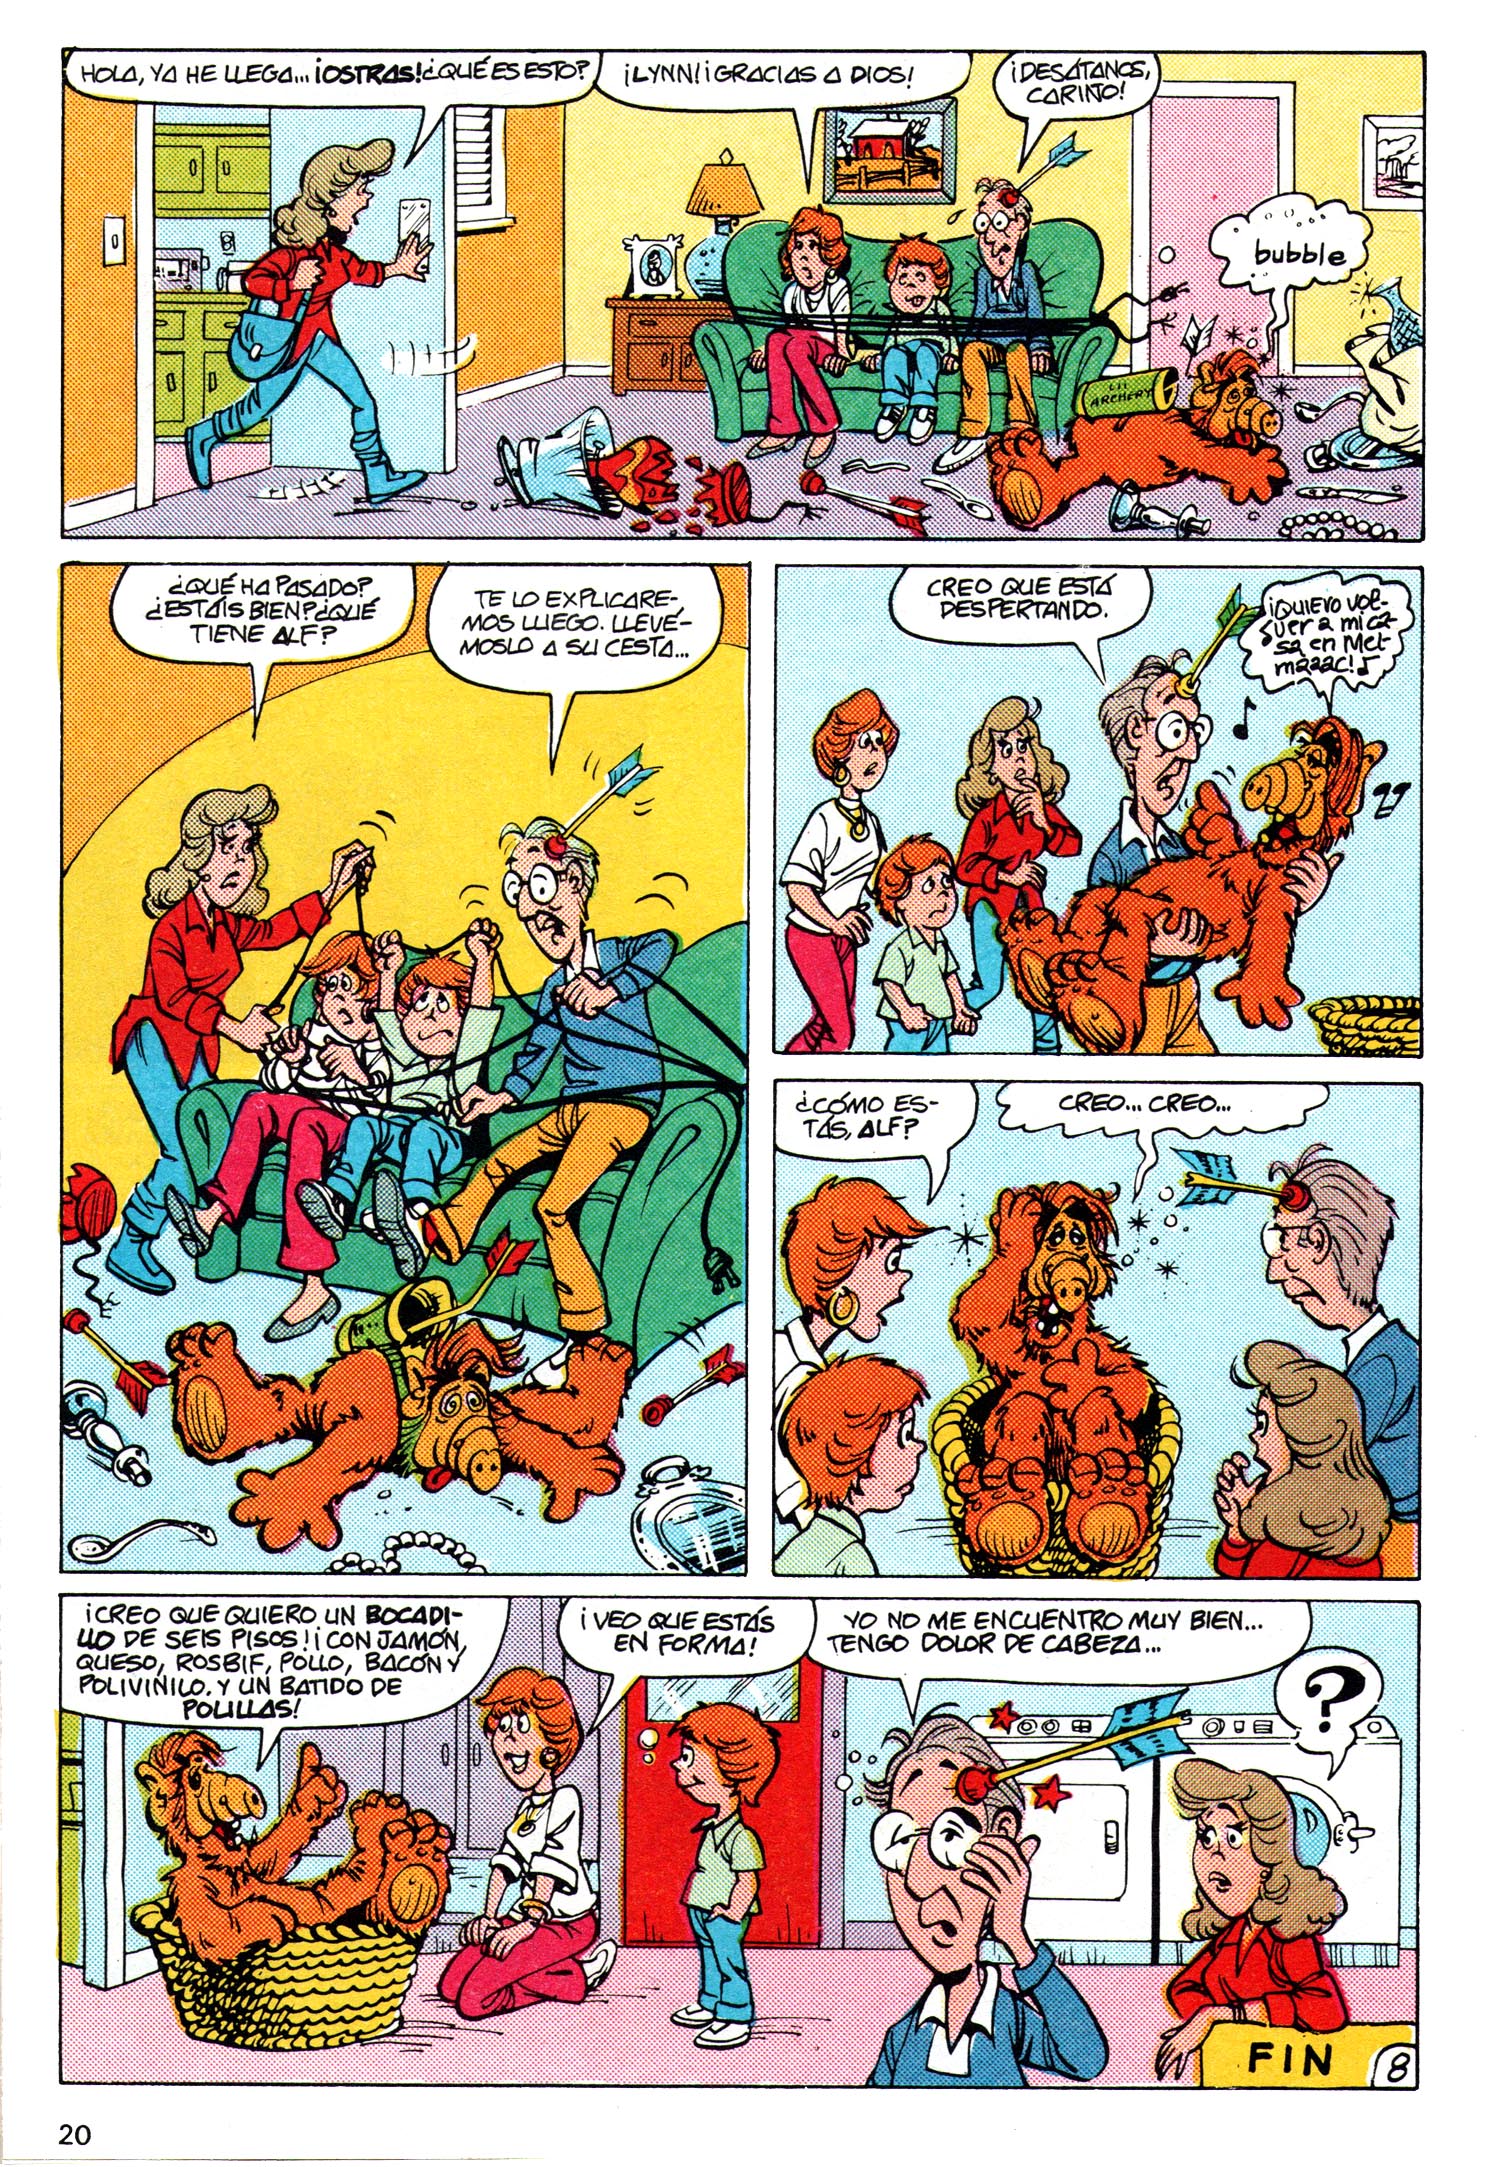 HOLA, YA HE LLEGA... ¡OSTRAS! ¿QUÉ ES ESTO?
¡LYNN! ¡GRACIAS A DIOS!
¡DESÁTANOS,
CARIÑO!
bubble
LIL
ARCHERY
¿QUÉ HA PASADO?
¿ESTÁIS BIEN? ¿QUÉ
TIENE ALF?
TE LO EXPLICARE-
MOS LUEGO. LLEVÉ-
MOSLO A SU CESTA...
CREO QUE ESTÁ
DESPERTANDO.
¡QUIERO VOL-
VER A MI CA-
SA en Mel-
maaac!
¿CÓMO ES-
TÁS, ALF?
CREO... CREO...
¡CREO QUE QUIERO UN BOCADI-
LLO DE SEIS PISOS! ¡CON JAMÓN,
QUESO, ROSBIF, POLLO, BACÓN Y
POLIVINILO. Y UN BATIDO DE
POLILLAS!
¡VEO QUE ESTÁS
EN FORMA!
YO NO ME ENCUENTRO MUY BIEN...
TENGO DOLOR DE CABEZA...
?
FIN
8
20